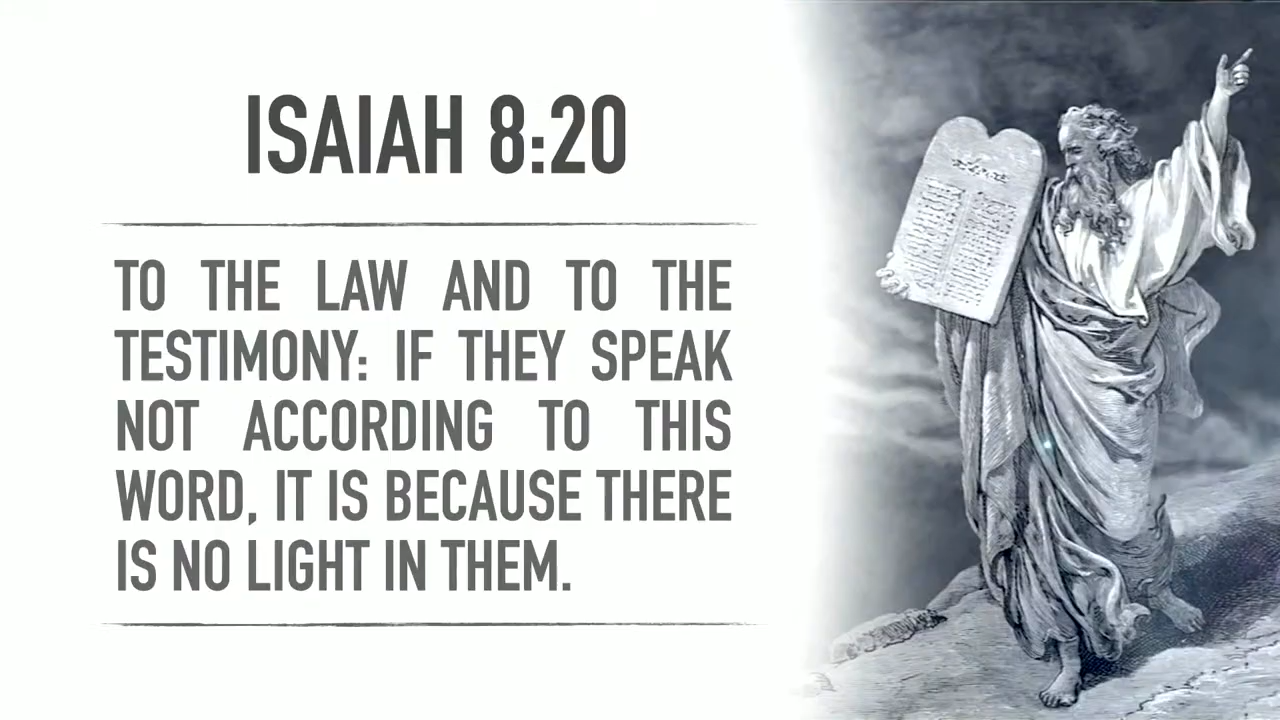 ISAIAH 8:20
TO THE LAW AND TO THE
TESTIMONY: IF THEY SPEAK
NOT ACCORDING TO THIS
WORD, IT IS BECAUSE THERE
IS NO LIGHT IN THEM.